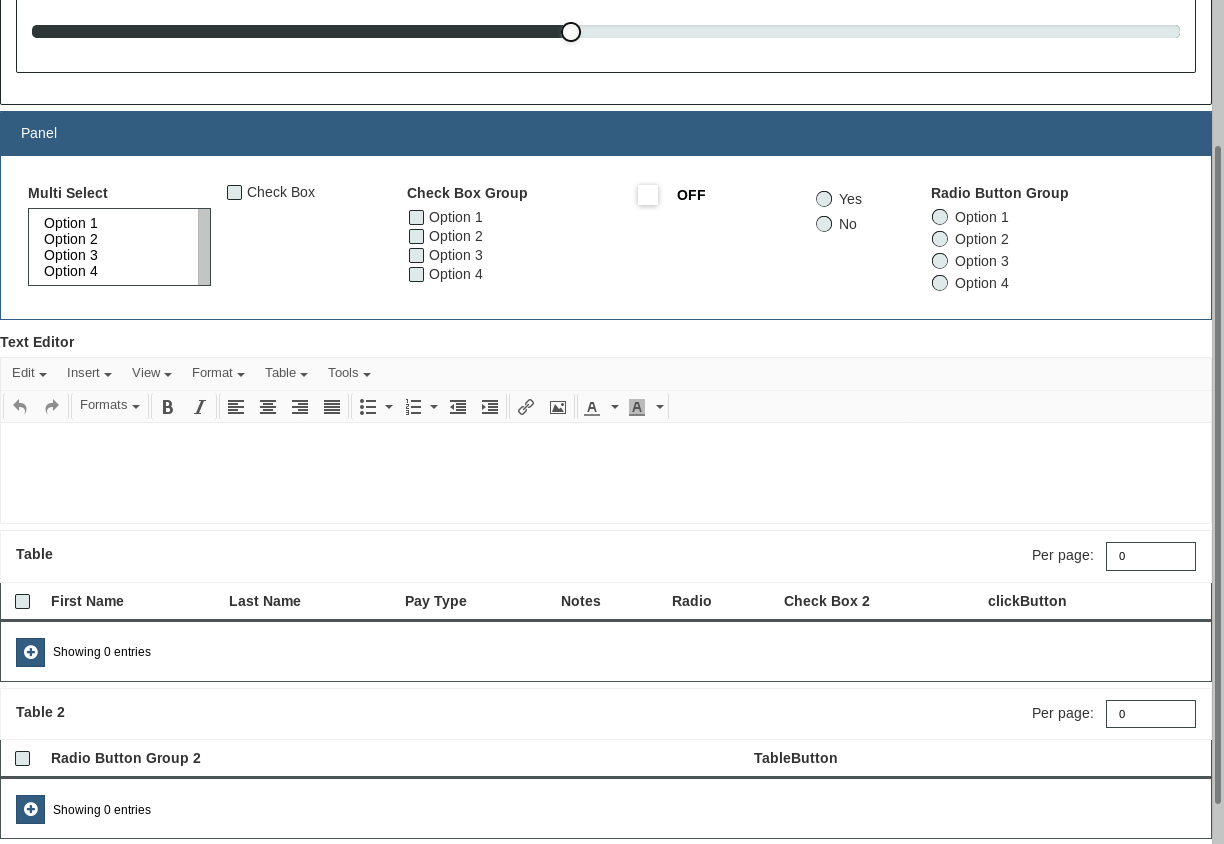 Panel
Multi Select
Option 1
Option 2
Option 3
Option 4
Check Box
Check Box Group
Option 1
Option 2
Option 3
Option 4
OFF
Yes
No
Radio Button Group
Option 1
Option 2
Option 3
Option 4
Text Editor
Edit Insert View Format Table Tools
Formats B I A A
Table Per page: 0
First Name Last Name Pay Type Notes Radio Check Box 2 clickButton
Showing 0 entries
Table 2 Per page: 0
Radio Button Group 2 TableButton
Showing 0 entries